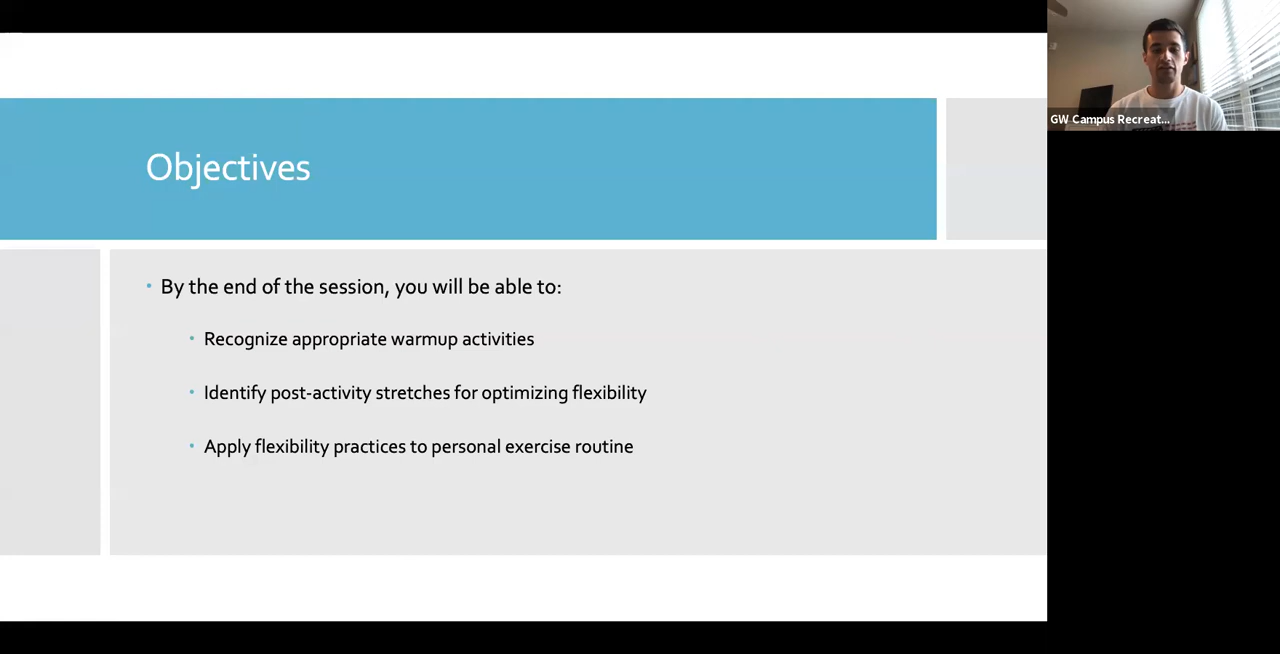 Objectives
GW Campus Recreat...
• By the end of the session, you will be able to:
• Recognize appropriate warmup activities
• Identify post-activity stretches for optimizing flexibility
• Apply flexibility practices to personal exercise routine